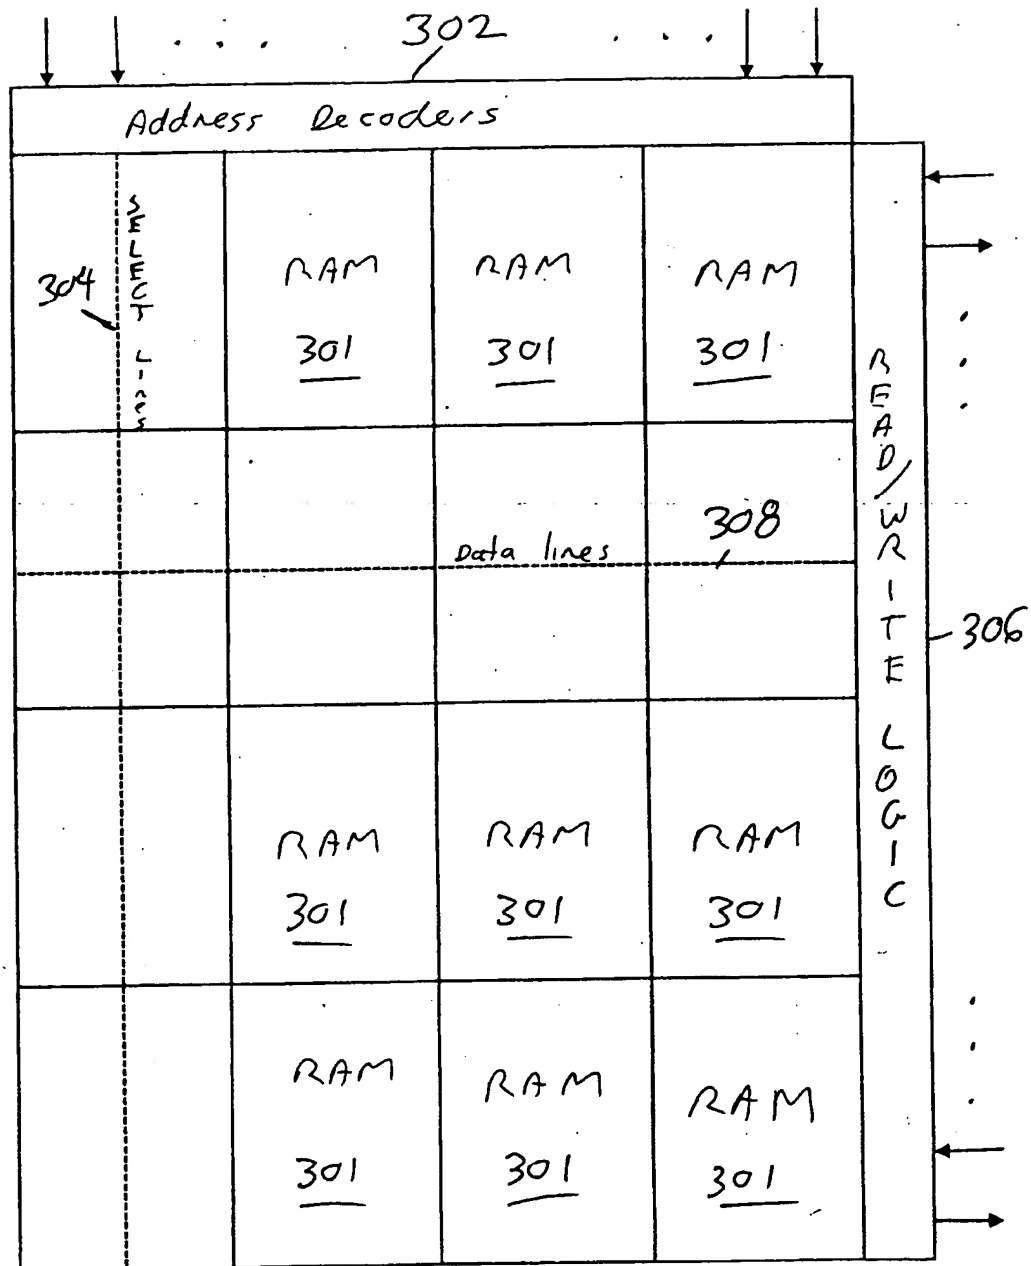 302
Address Decoders
304
SELECT Lines
RAM
RAM
RAM
301
301
301
READ/WRITE LOGIC
308
Data lines
306
RAM
RAM
RAM
301
301
301
RAM
RAM
RAM
301
301
301